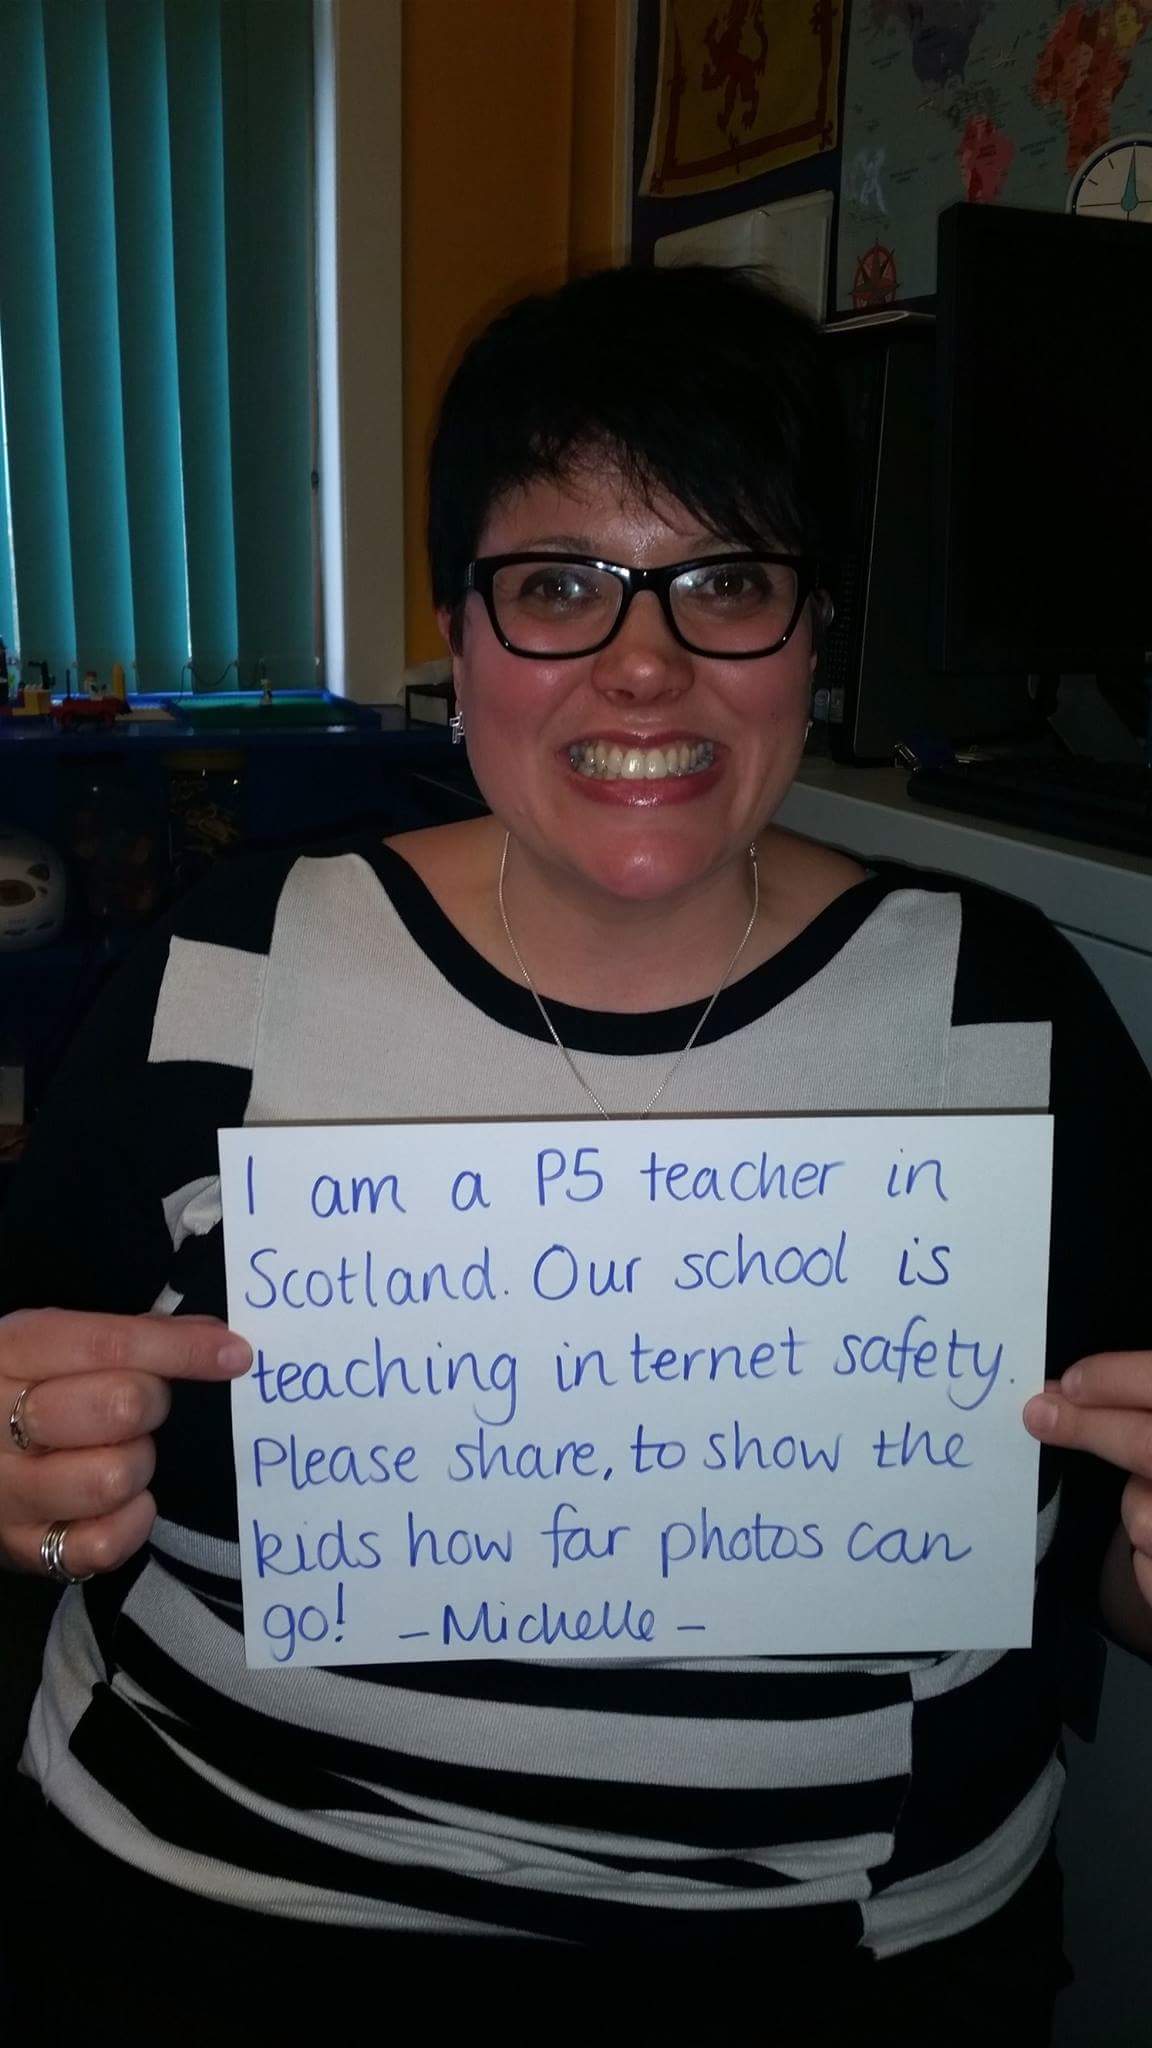 I am a P5 teacher in
Scotland. Our school is
teaching internet safety.
Please share, to show the
kids how far photos can
go! - Michelle -